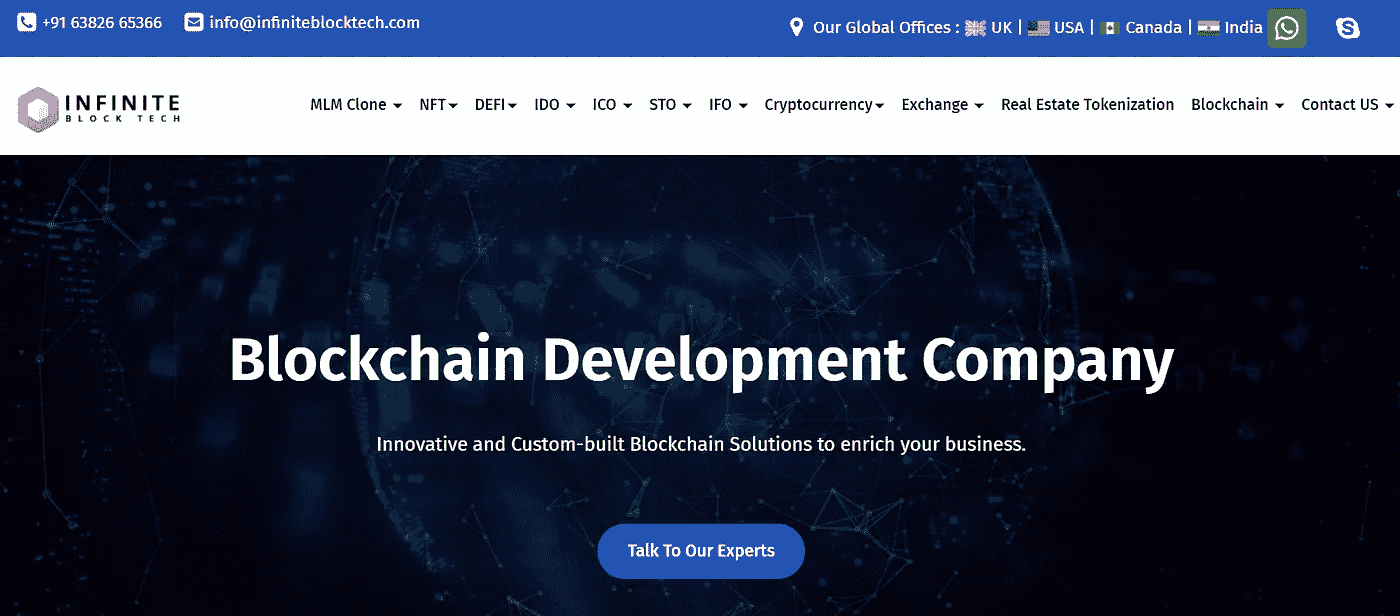 +91 63826 65366 info@infiniteblocktech.com Our Global Offices : UK | USA | Canada | India
INFINITE
BLOCK TECH
MLM Clone NFT DEFI IDO ICO STO IFO Cryptocurrency Exchange Real Estate Tokenization Blockchain Contact US
Blockchain Development Company
Innovative and Custom-built Blockchain Solutions to enrich your business.
Talk To Our Experts